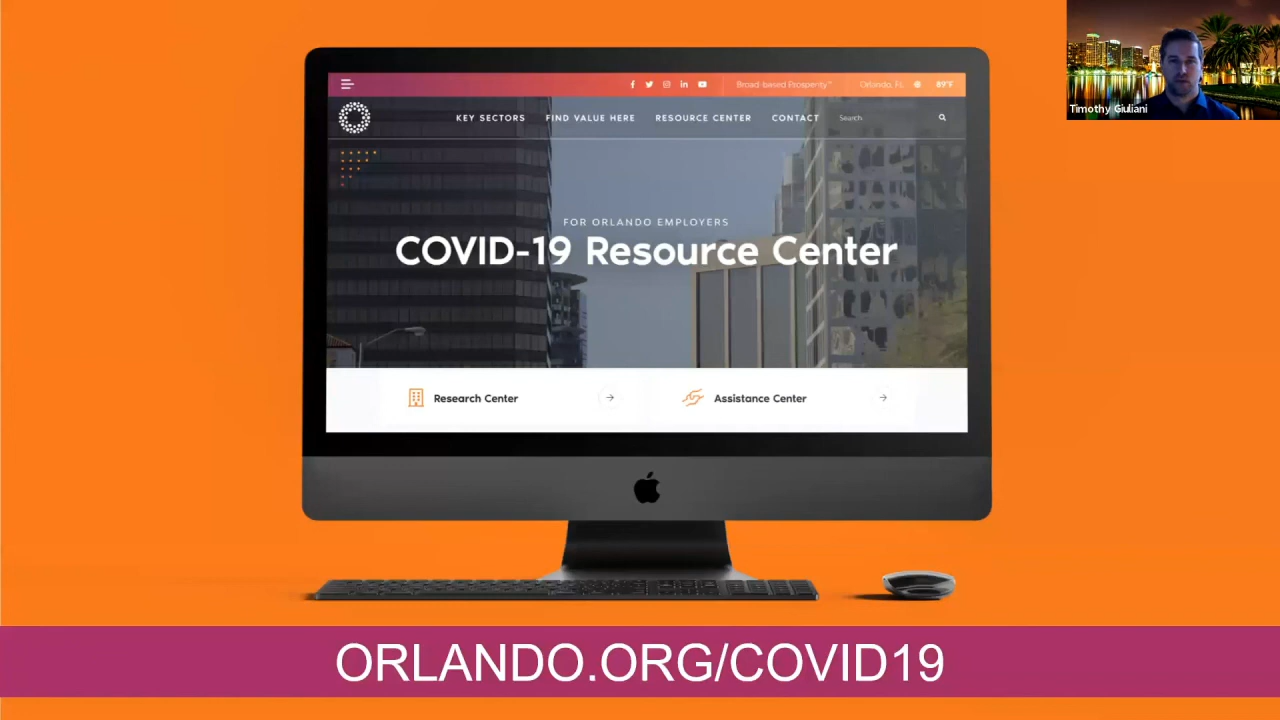 Timothy Giuliani
Broad-based Prosperity™ Orlando, FL 89°F
KEY SECTORS FIND VALUE HERE RESOURCE CENTER CONTACT Search
FOR ORLANDO EMPLOYERS
COVID-19 Resource Center
Research Center Assistance Center
ORLANDO.ORG/COVID19